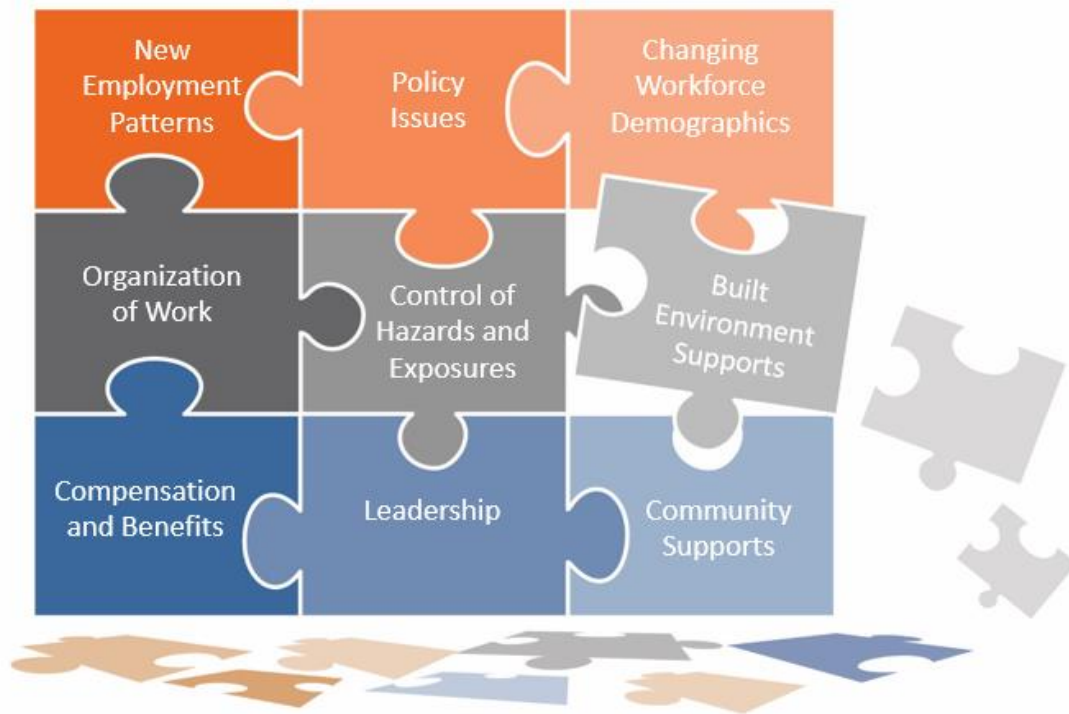 New
Employment
Patterns
Policy
Issues
Changing
Workforce
Demographics
Organization
of Work
Control of
Hazards and
Exposures
Built
Environment
Supports
Compensation
and Benefits
Leadership
Community
Supports